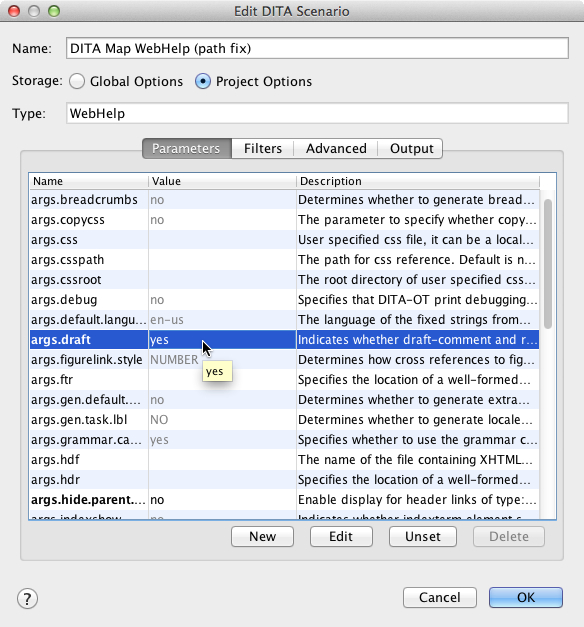 Edit DITA Scenario
Name: DITA Map WebHelp (path fix)
Storage: Global Options Project Options
Type: WebHelp
Parameters Filters Advanced Output
Name Value Description
args.breadcrumbs no Determines whether to generate bread...
args.copycss no The parameter to specify whether copy...
args.css User specified css file, it can be a local...
args.csspath The path for css reference. Default is n...
args.cssroot The root directory of user specified css...
args.debug no Specifies that DITA-OT print debugging...
args.default.langu... en-us The language of the fixed strings from...
args.draft yes Indicates whether draft-comment and r...
args.figurelink.style NUMBER Determines how cross references to fig...
yes
args.ftr Specifies the location of a well-formed...
args.gen.default.... no Determines whether to generate extra...
args.gen.task.lbl NO Determines whether to generate locale...
args.grammar.ca... yes Specifies whether to use the grammar c...
args.hdf The name of the file containing XHTML...
args.hdr Specifies the location of a well-formed...
args.hide.parent.... no Enable display for header links of type:...
args.indexshow no Indicates whether indexterm element s...
New Edit Unset Delete
? Cancel OK